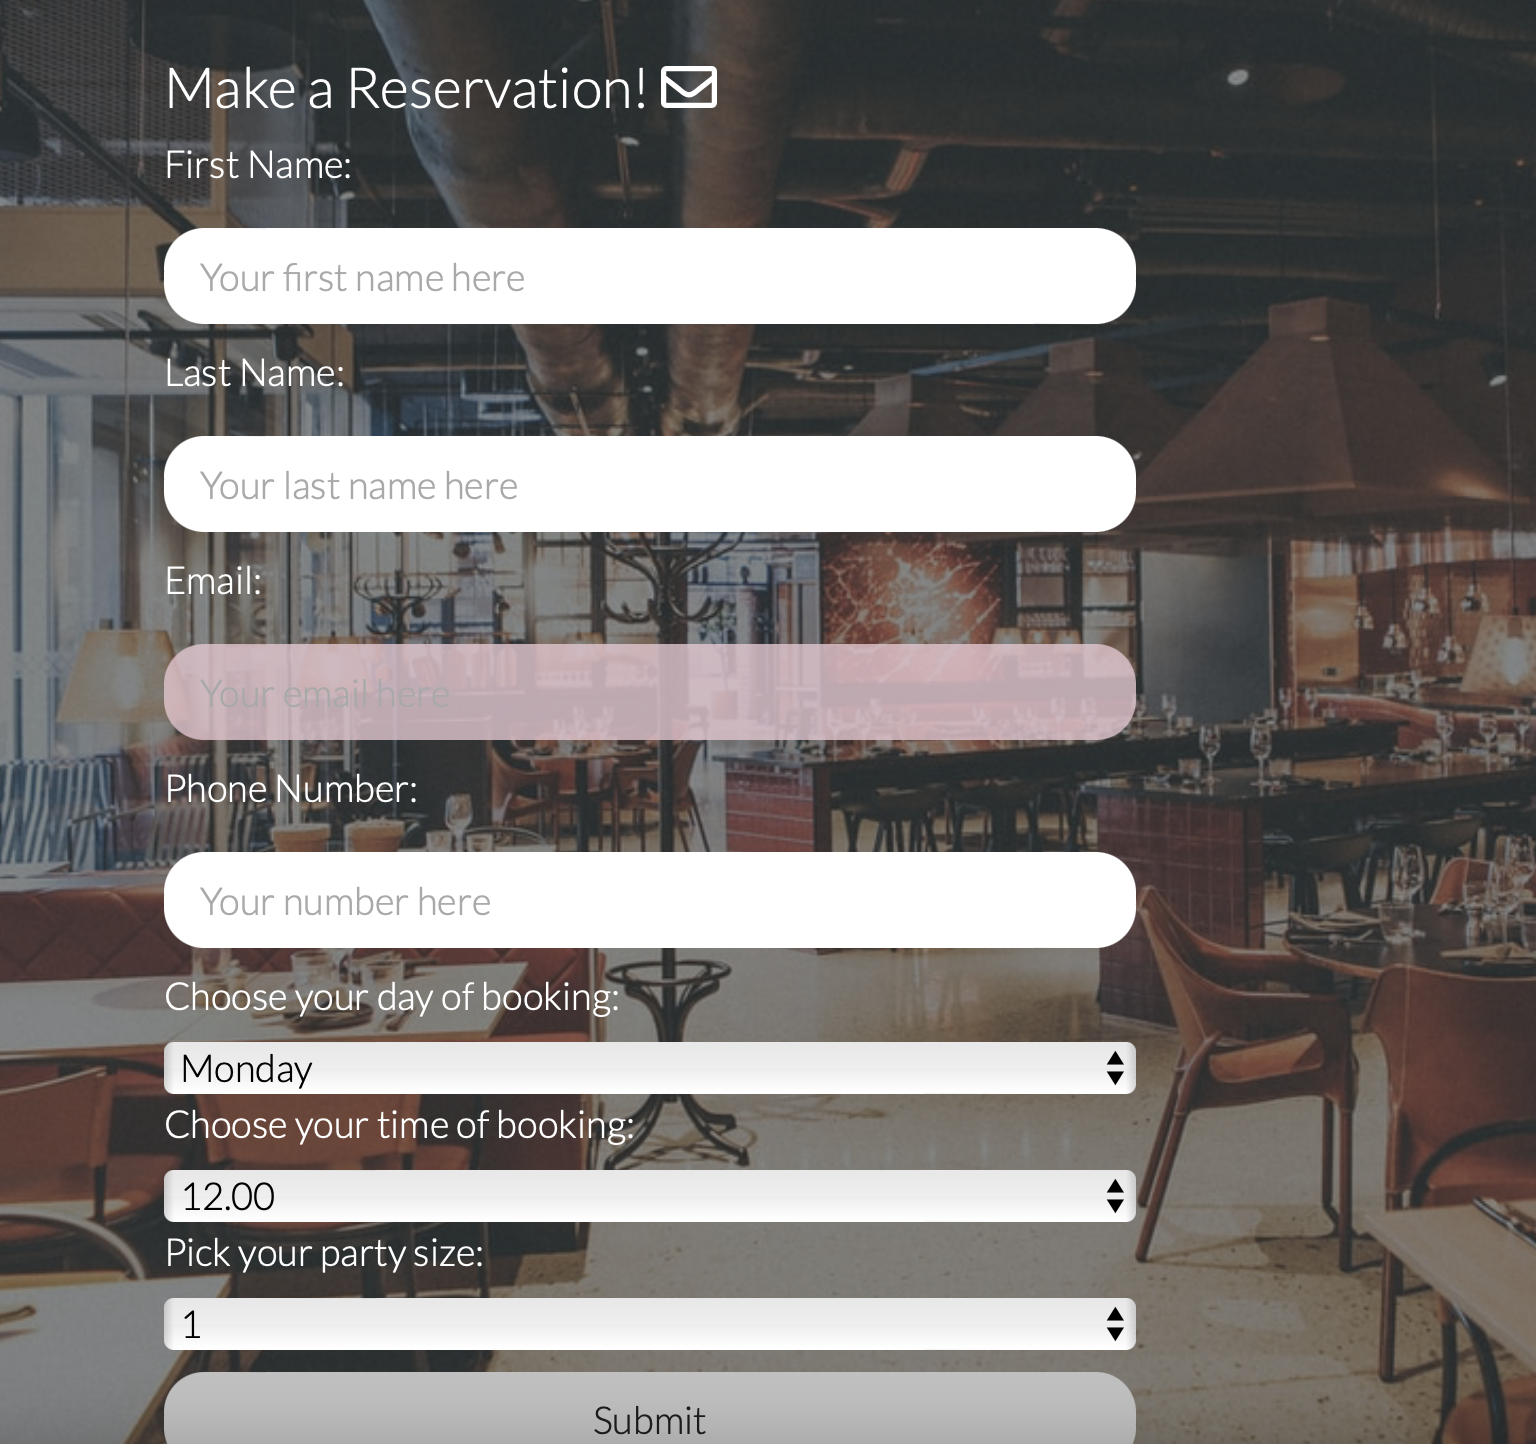 Make a Reservation!
First Name:
Your first name here
Last Name:
Your last name here
Email:
Your email here
Phone Number:
Your number here
Choose your day of booking:
Monday
Choose your time of booking:
12.00
Pick your party size:
1
Submit